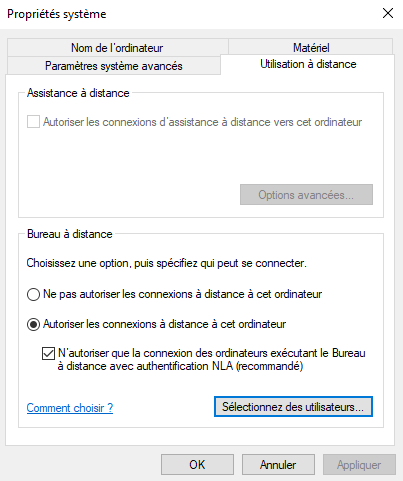 Propriétés système
Nom de l'ordinateur
Matériel
Paramètres système avancés
Utilisation à distance
Assistance à distance
Autoriser les connexions d'assistance à distance vers cet ordinateur
Options avancées...
Bureau à distance
Choisissez une option, puis spécifiez qui peut se connecter.
Ne pas autoriser les connexions à distance à cet ordinateur
Autoriser les connexions à distance à cet ordinateur
N'autoriser que la connexion des ordinateurs exécutant le Bureau
à distance avec authentification NLA (recommandé)
Comment choisir ?
Sélectionnez des utilisateurs...
OK
Annuler
Appliquer